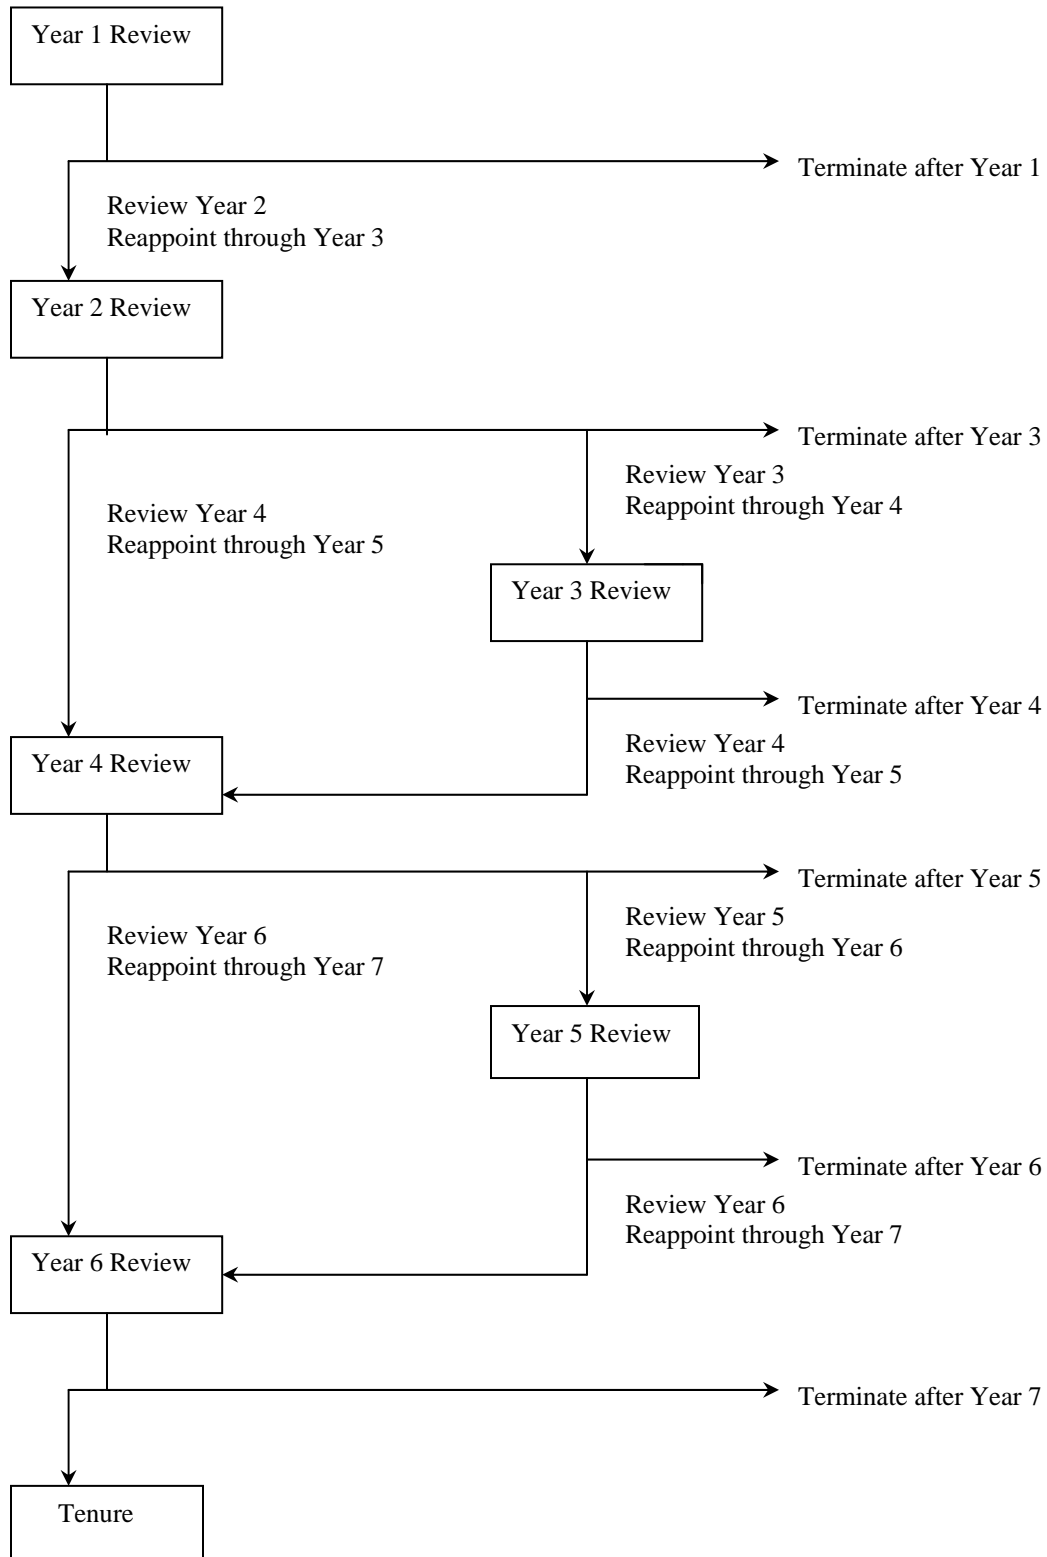 Year 1 Review
Terminate after Year 1
Review Year 2
Reappoint through Year 3
Year 2 Review
Terminate after Year 3
Review Year 3
Reappoint through Year 4
Review Year 4
Reappoint through Year 5
Year 3 Review
Terminate after Year 4
Review Year 4
Reappoint through Year 5
Year 4 Review
Terminate after Year 5
Review Year 5
Reappoint through Year 6
Review Year 6
Reappoint through Year 7
Year 5 Review
Terminate after Year 6
Review Year 6
Reappoint through Year 7
Year 6 Review
Terminate after Year 7
Tenure